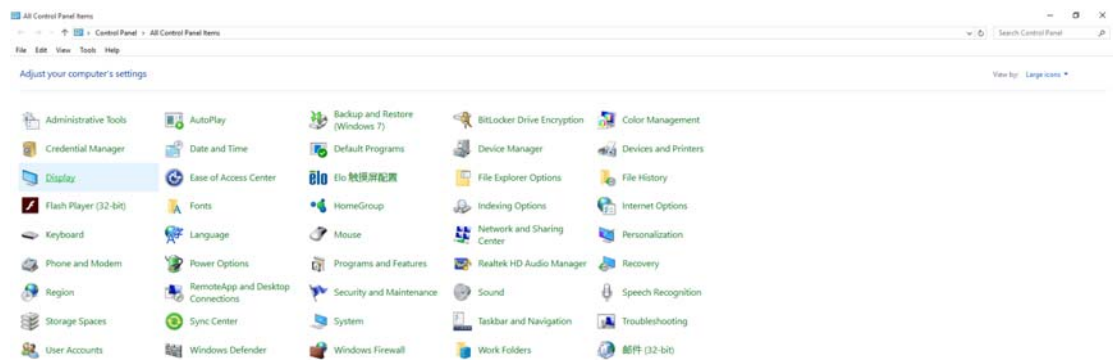 All Control Panel Items
Control Panel › All Control Panel Items
Search Control Panel
File Edit View Tools Help
Adjust your computer's settings
View by: Large icons
Administrative Tools
AutoPlay
Backup and Restore
(Windows 7)
BitLocker Drive Encryption
Color Management
Credential Manager
Date and Time
Default Programs
Device Manager
Devices and Printers
Display
Ease of Access Center
elo
Elo 触摸屏配置
File Explorer Options
File History
Flash Player (32-bit)
Fonts
HomeGroup
Indexing Options
Internet Options
Keyboard
Language
Mouse
Network and Sharing
Center
Personalization
Phone and Modem
Power Options
Programs and Features
Realtek HD Audio Manager
Recovery
Region
RemoteApp and Desktop
Connections
Security and Maintenance
Sound
Speech Recognition
Storage Spaces
Sync Center
System
Taskbar and Navigation
Troubleshooting
User Accounts
Windows Defender
Windows Firewall
Work Folders
邮件 (32-bit)